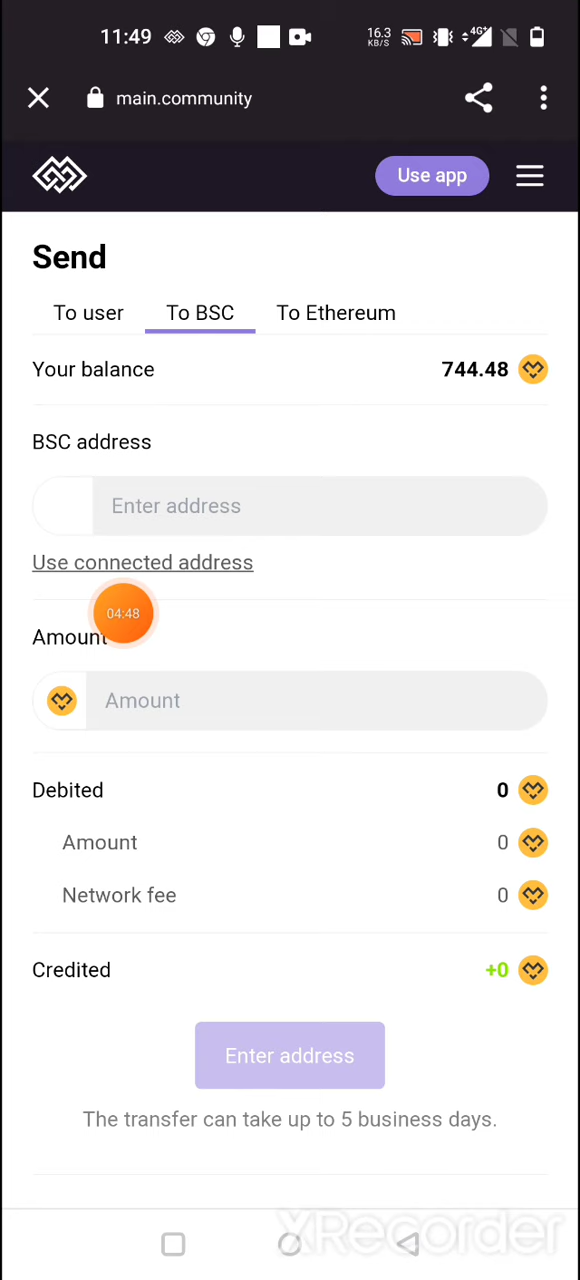 11:49
16.3
KB/S
4G+
main.community
Use app
Send
To user
To BSC
To Ethereum
Your balance
744.48
BSC address
Enter address
Use connected address
04:48
Amount
Amount
Debited
0
Amount
0
Network fee
0
Credited
+0
Enter address
The transfer can take up to 5 business days.
XRecorder